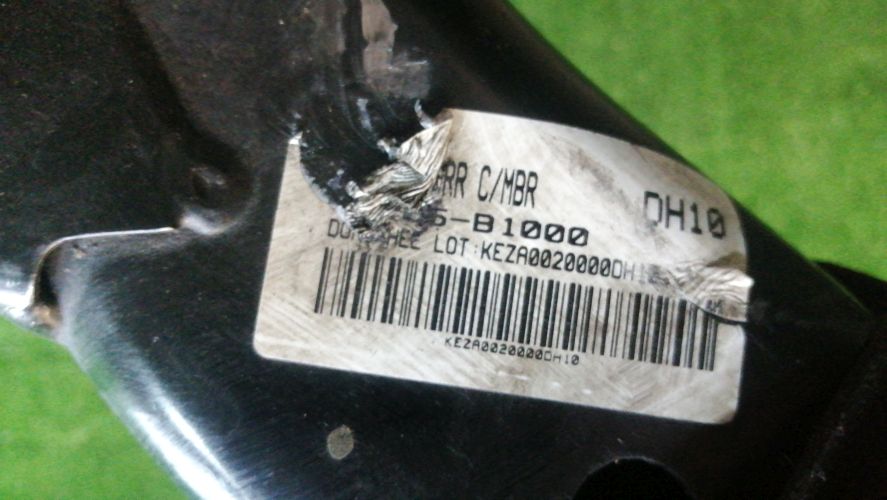 RR C/MBR
DH10
5-B1000
LOT:KEZA0020000DH
KEZA0020000DH10